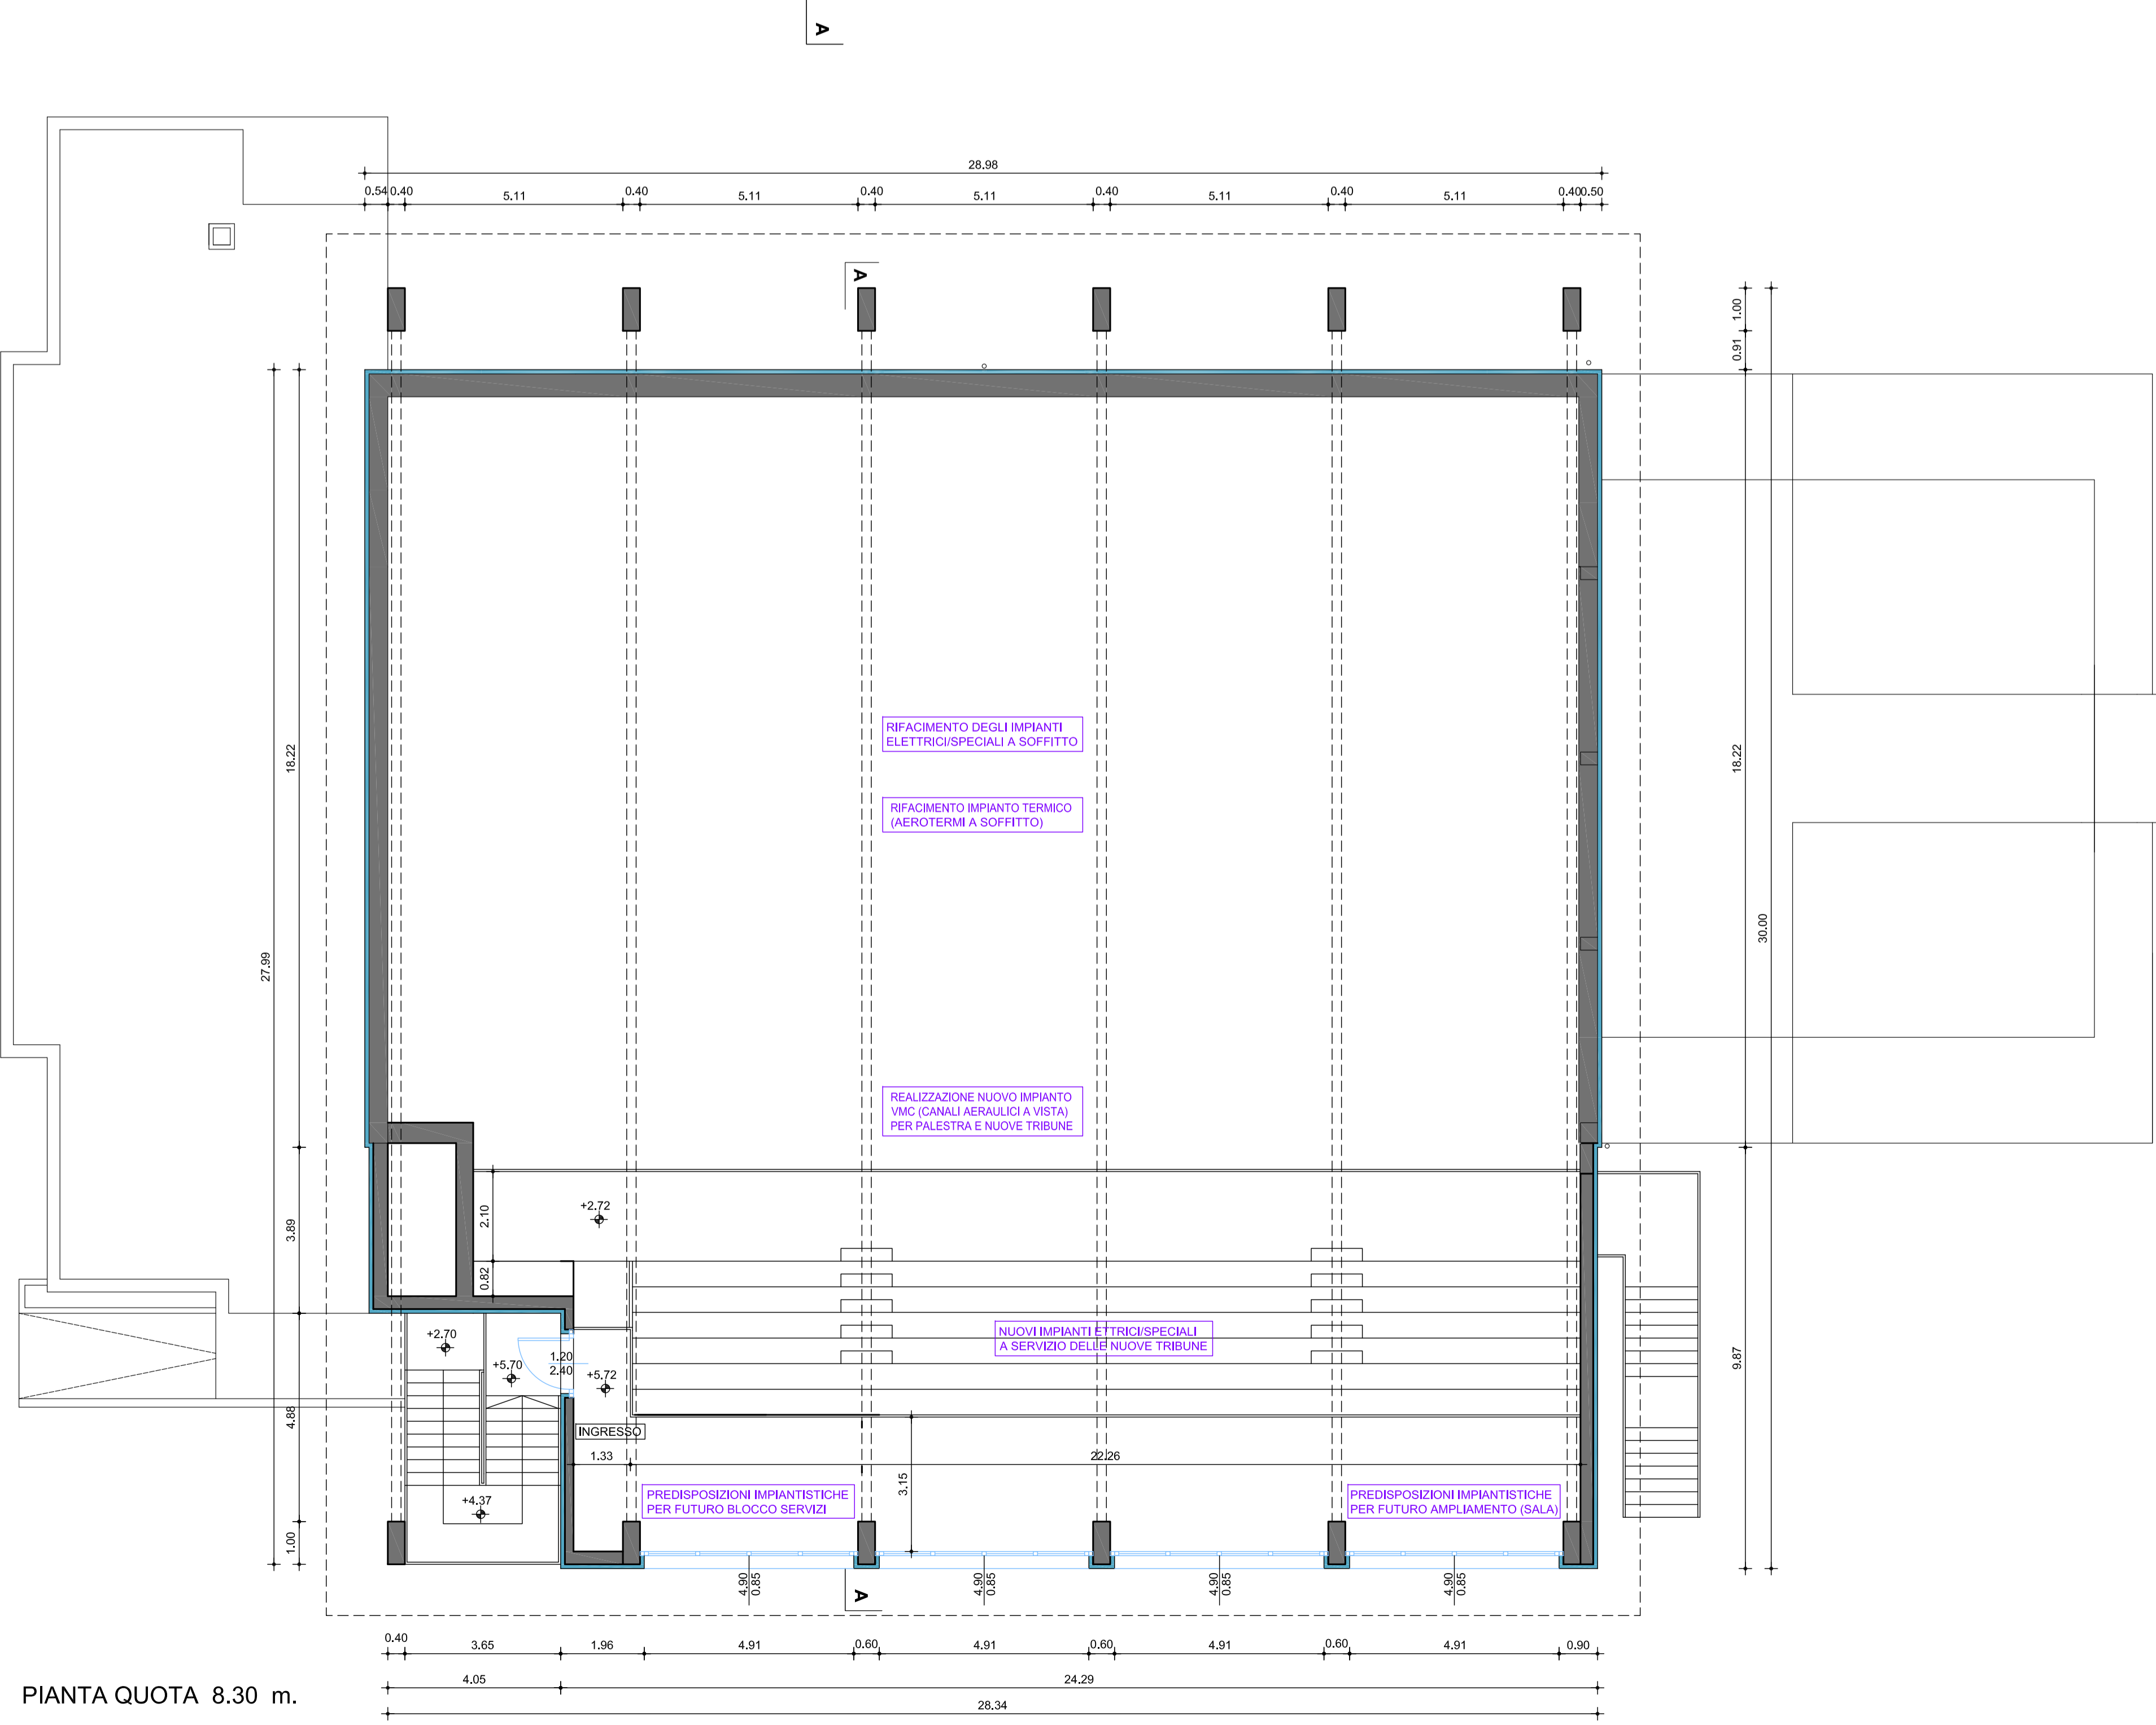 A
28.98
0.54 0.40 5.11 0.40 5.11 0.40 5.11 0.40 5.11 0.40 5.11 0.40 0.50
A
1.00
0.91
RIFACIMENTO DEGLI IMPIANTI
ELETTRICI/SPECIALI A SOFFITTO
18.22
18.22
RIFACIMENTO IMPIANTO TERMICO
(AEROTERMI A SOFFITTO)
30.00
27.99
REALIZZAZIONE NUOVO IMPIANTO
VMC (CANALI AERAULICI A VISTA)
PER PALESTRA E NUOVE TRIBUNE
+2.72
2.10
3.89
0.82
+2.70
NUOVI IMPIANTI ETTRICI/SPECIALI
A SERVIZIO DELLE NUOVE TRIBUNE
1.20
2.40
+5.70
+5.72
9.87
4.88
INGRESSO
1.33
22.26
3.15
PREDISPOSIZIONI IMPIANTISTICHE
PER FUTURO BLOCCO SERVIZI
PREDISPOSIZIONI IMPIANTISTICHE
PER FUTURO AMPLIAMENTO (SALA)
+4.37
1.00
4.90
0.85
4.90
0.85
4.90
0.85
4.90
0.85
A
0.40 3.65 1.96 4.91 0.60 4.91 0.60 4.91 0.60 4.91 0.90
4.05 24.29
28.34
PIANTA QUOTA 8.30 m.